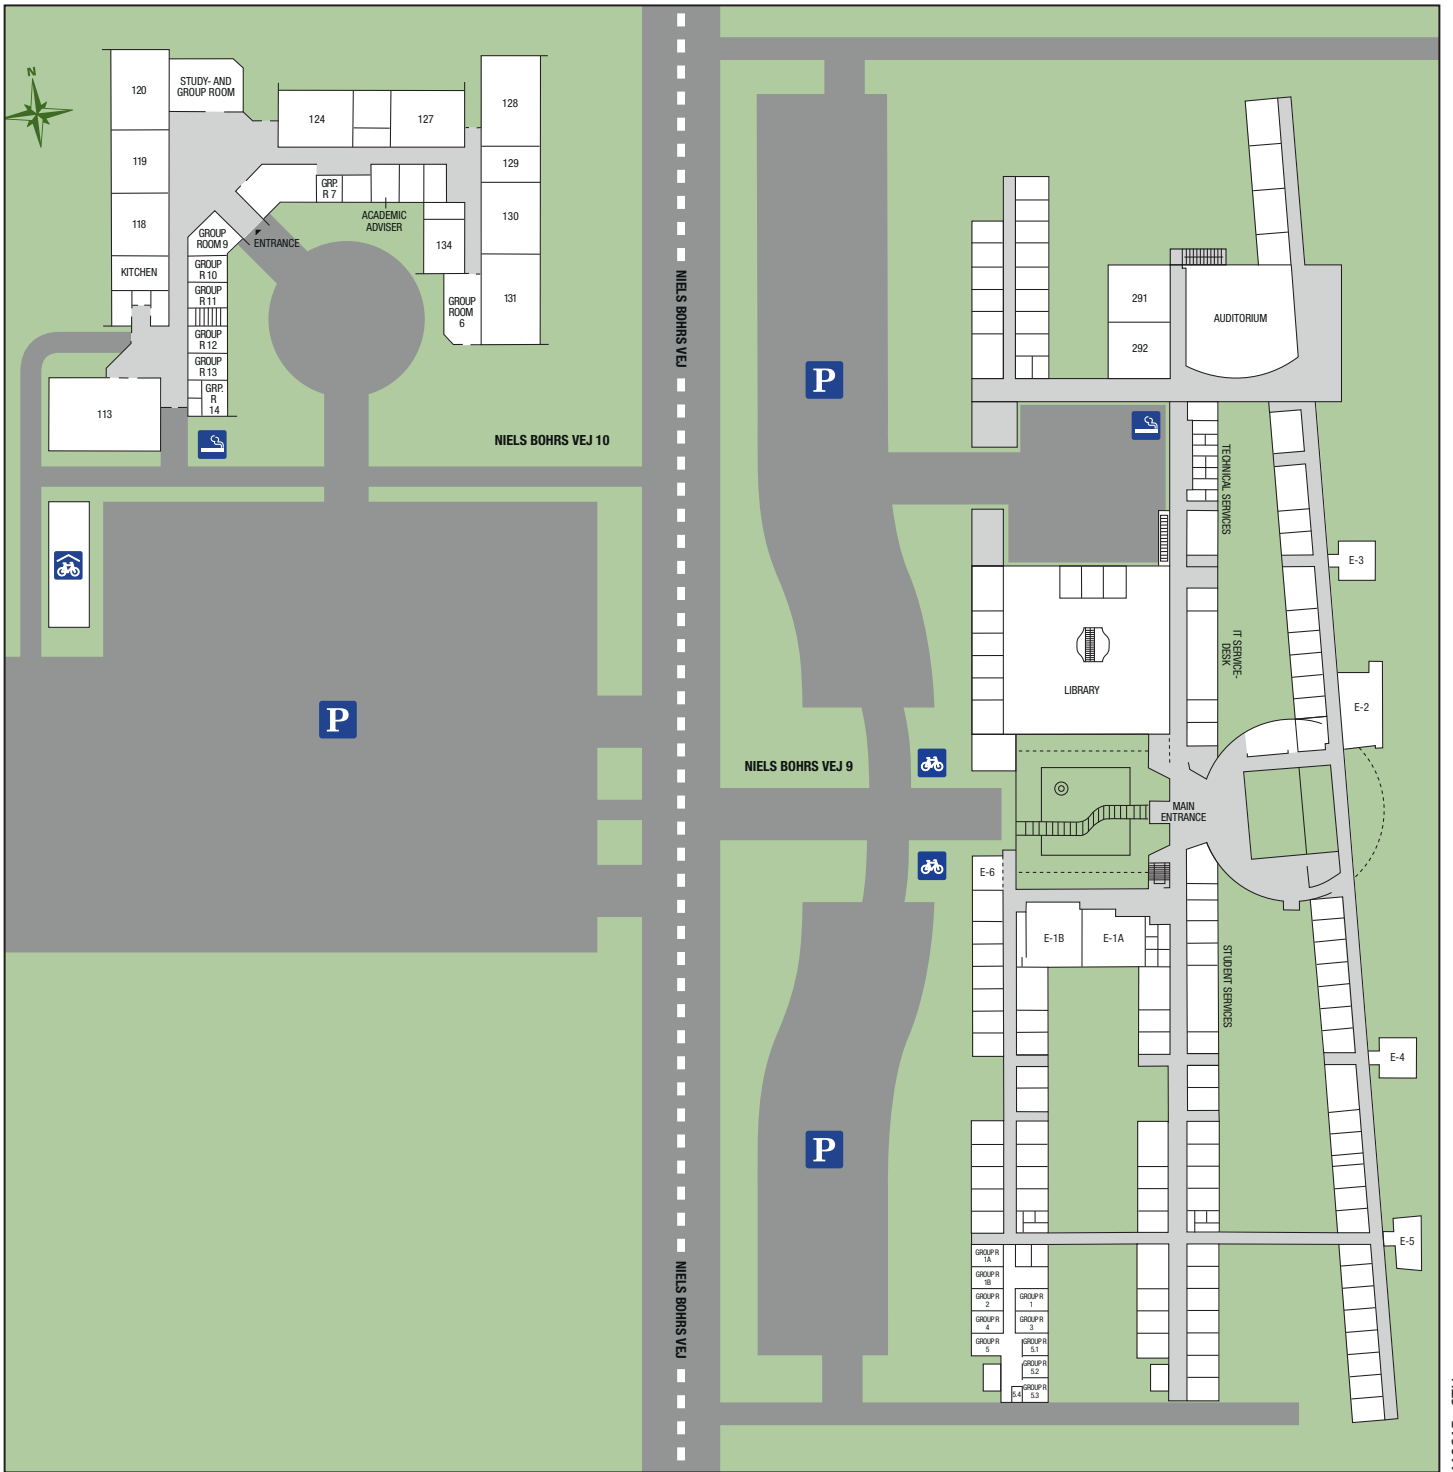 N
120
STUDY- AND
GROUP ROOM
124
127
128
119
129
GRP.
R 7
118
ACADEMIC
ADVISER
130
GROUP
ROOM 9
ENTRANCE
134
KITCHEN
GROUP
R 10
GROUP
R 11
131
GROUP
ROOM
6
GROUP
R 12
GROUP
R 13
GRP.
R
14
113
NIELS BOHRS VEJ 10
P
NIELS BOHRS VEJ
NIELS BOHRS VEJ
P
NIELS BOHRS VEJ 9
P
291
292
AUDITORIUM
TECHNICAL SERVICES
E-3
IT SERVICE-
DESK
LIBRARY
E-2
MAIN
ENTRANCE
E-6
E-1B
E-1A
STUDENT SERVICES
E-4
E-5
GROUP R
1A
GROUP R
1B
GROUP R
2
GROUP R
1
GROUP R
4
GROUP R
3
GROUP R
5
GROUP R
5.1
GROUP R
5.2
5.4
GROUP R
5.3